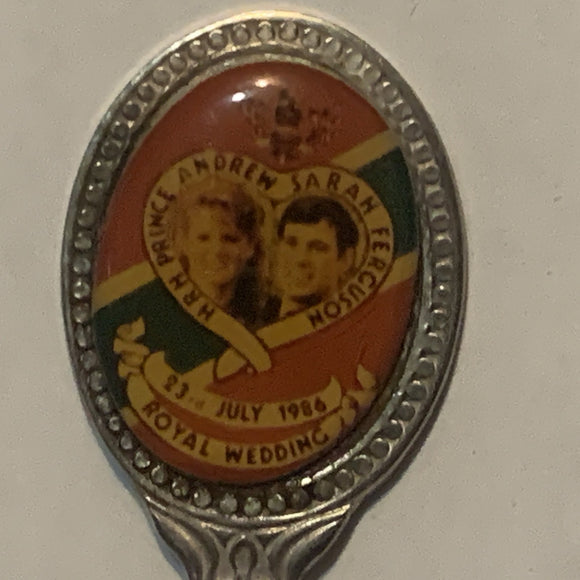 HRH PRINCE ANDREW SARAH FERGUSON
23rd JULY 1986
ROYAL WEDDING